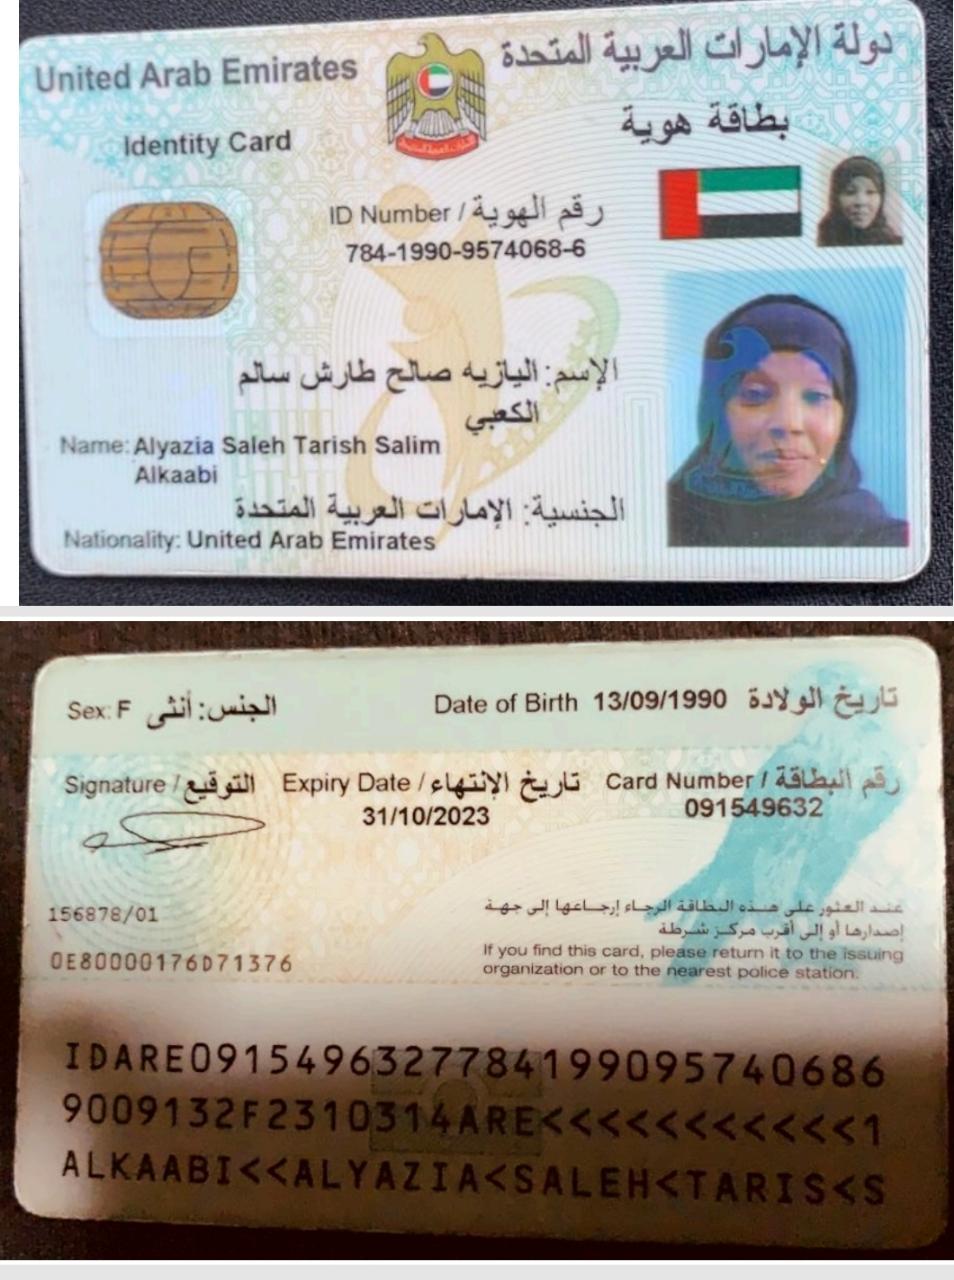 United Arab Emirates
دولة الإمارات العربية المتحدة
Identity Card
بطاقة هوية
ID Number / رقم الهوية
784-1990-9574068-6
الإسم: اليازيه صالح طارش سالم
الكعبي
Name: Alyazia Saleh Tarish Salim
Alkaabi
الجنسية: الإمارات العربية المتحدة
Nationality: United Arab Emirates
Sex: F الجنس: أنثى
Date of Birth 13/09/1990 تاريخ الولادة
Signature / التوقيع
Expiry Date / تاريخ الإنتهاء
31/10/2023
Card Number / رقم البطاقة
091549632
156878/01
0E80000176D71376
عند العثور على هذه البطاقة الرجاء إرجاعها إلى جهة
إصدارها أو إلى أقرب مركز شرطة
If you find this card, please return it to the issuing
organization or to the nearest police station.
IDARE0915496327784199095740686
9009132F2310314ARE<<<<<<<<<<<1
ALKAABI<<ALYAZIA<SALEH<TARIS<S